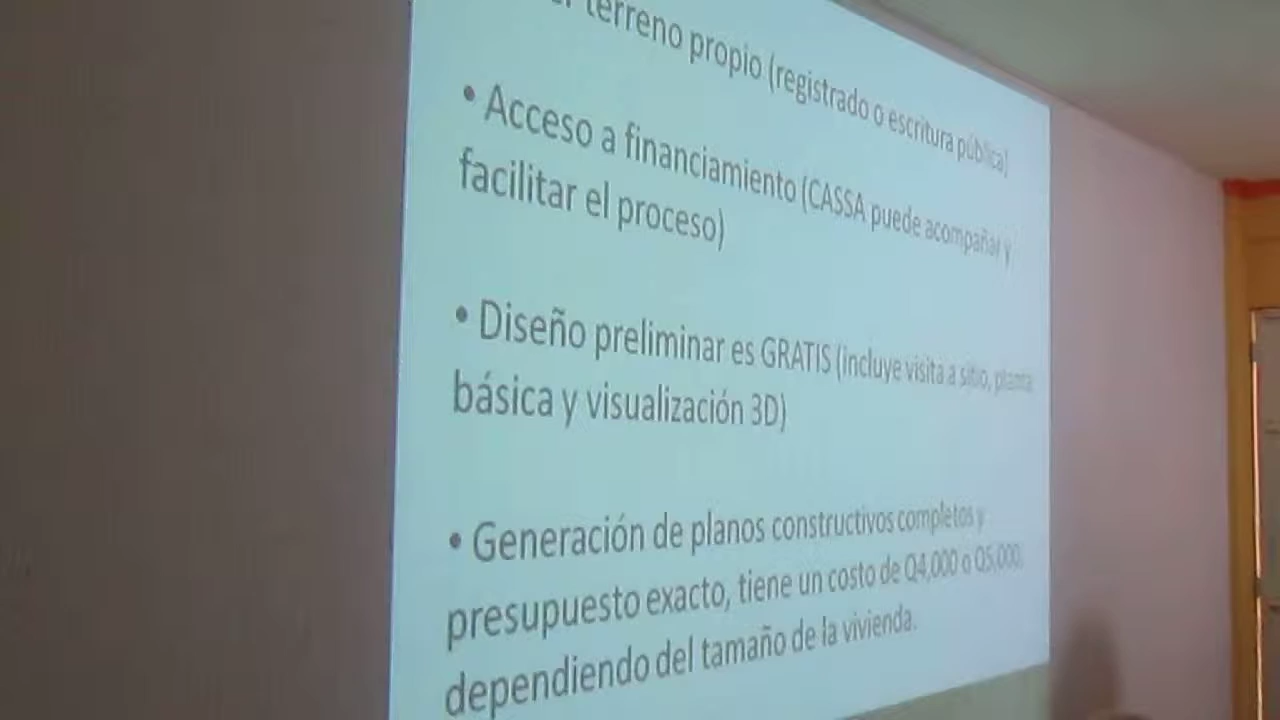 terreno propio (registrado o escritura pública)
• Acceso a financiamiento (CASSA puede acompañar y
facilitar el proceso)
• Diseño preliminar es GRATIS (incluye visita a sitio, planta
básica y visualización 3D)
• Generación de planos constructivos completos y
presupuesto exacto, tiene un costo de Q4,000 o Q5,000,
dependiendo del tamaño de la vivienda.